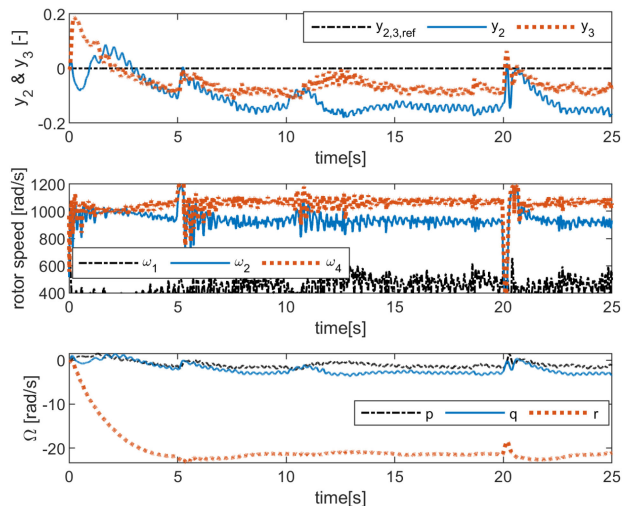 y2,3,ref y2 y3
0.2
0
-0.2
y2 & y3 [-]
0 5 10 15 20 25
time[s]
1200
1000
800
600
400
rotor speed [rad/s]
ω1 ω2 ω4
0 5 10 15 20 25
time[s]
0
-10
-20
Ω [rad/s]
p q r
0 5 10 15 20 25
time[s]